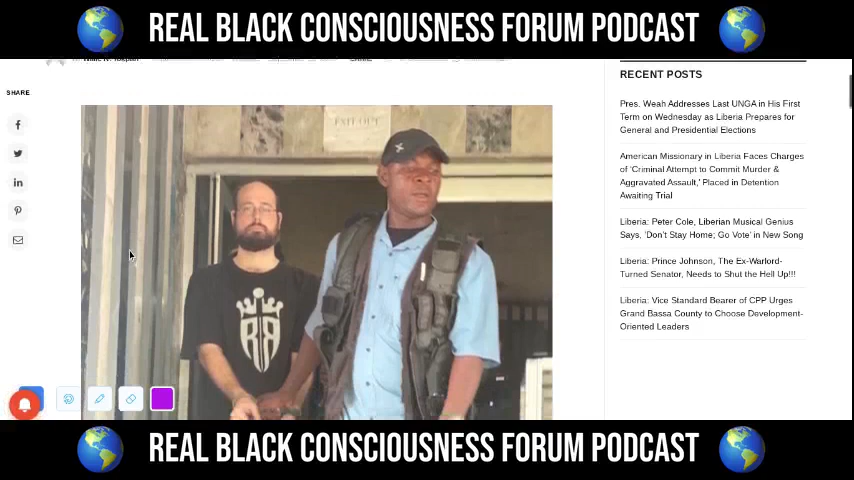 REAL BLACK CONSCIOUSNESS FORUM PODCAST
SHARE
RECENT POSTS
Pres. Weah Addresses Last UNGA in His First
Term on Wednesday as Liberia Prepares for
General and Presidential Elections
American Missionary in Liberia Faces Charges
of ‘Criminal Attempt to Commit Murder &
Aggravated Assault,’ Placed in Detention
Awaiting Trial
Liberia: Peter Cole, Liberian Musical Genius
Says, ‘Don’t Stay Home; Go Vote’ in New Song
Liberia: Prince Johnson, The Ex-Warlord-
Turned Senator, Needs to Shut the Hell Up!!!
Liberia: Vice Standard Bearer of CPP Urges
Grand Bassa County to Choose Development-
Oriented Leaders
REAL BLACK CONSCIOUSNESS FORUM PODCAST